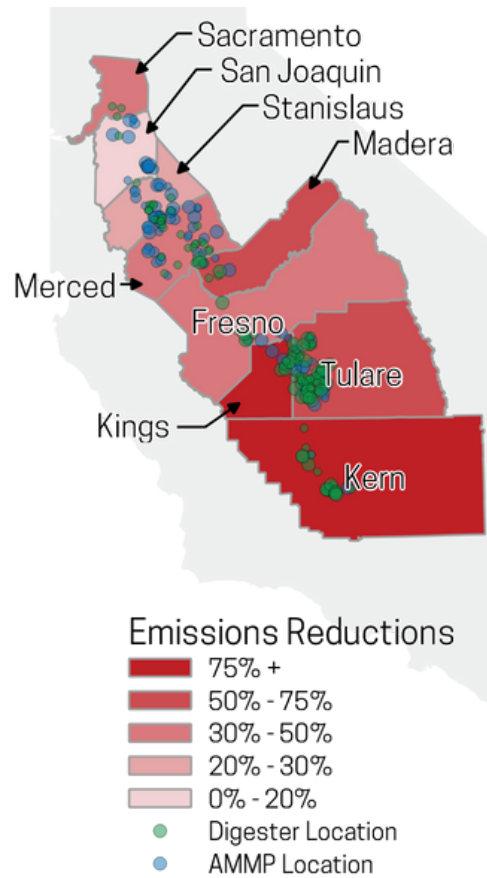 Sacramento
San Joaquin
Stanislaus
Madera
Merced
Fresno
Tulare
Kings
Kern
Emissions Reductions
75% +
50% - 75%
30% - 50%
20% - 30%
0% - 20%
Digester Location
AMMP Location